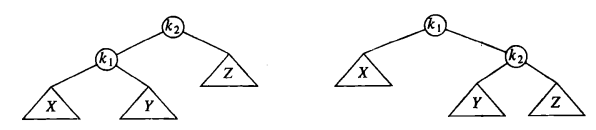 k₂ k₁
k₁ Z X k₂
X Y Y Z